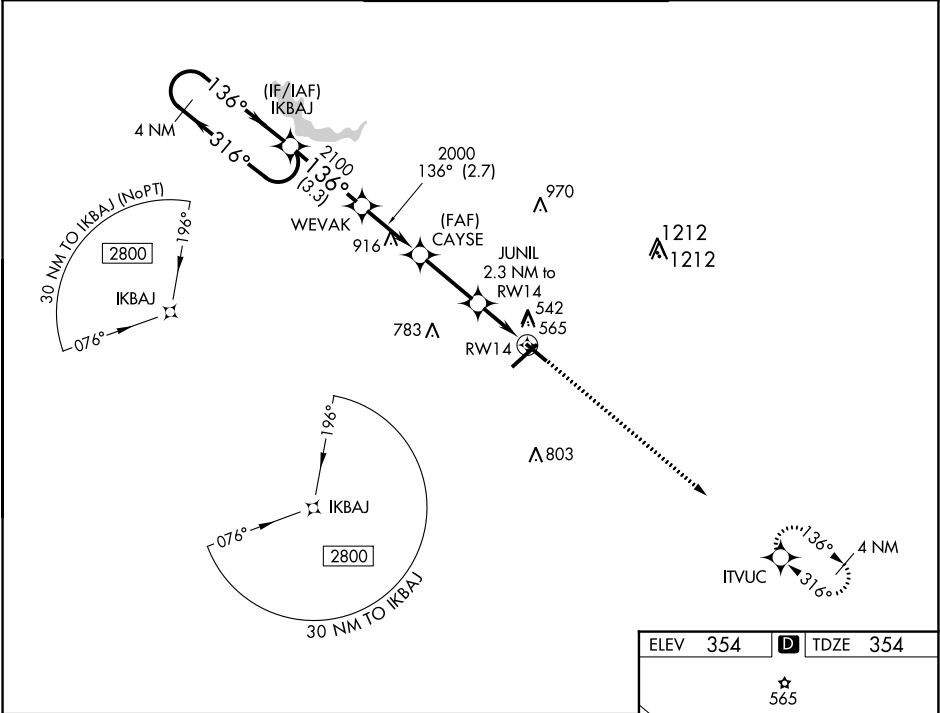 136°
(IF/IAF)
IKBAJ
4 NM
316°
2100
136°
(3.3)
2000
136° (2.7)
WEVAK
970
916
(FAF)
CAYSE
1212
1212
JUNIL
2.3 NM to
RW14
542
565
783
RW14
30 NM TO IKBAJ (NoPT)
196°
2800
IKBAJ
076°
803
196°
IKBAJ
076°
2800
30 NM TO IKBAJ
136°
4 NM
ITVUC
316°
ELEV 354 D TDZE 354
565